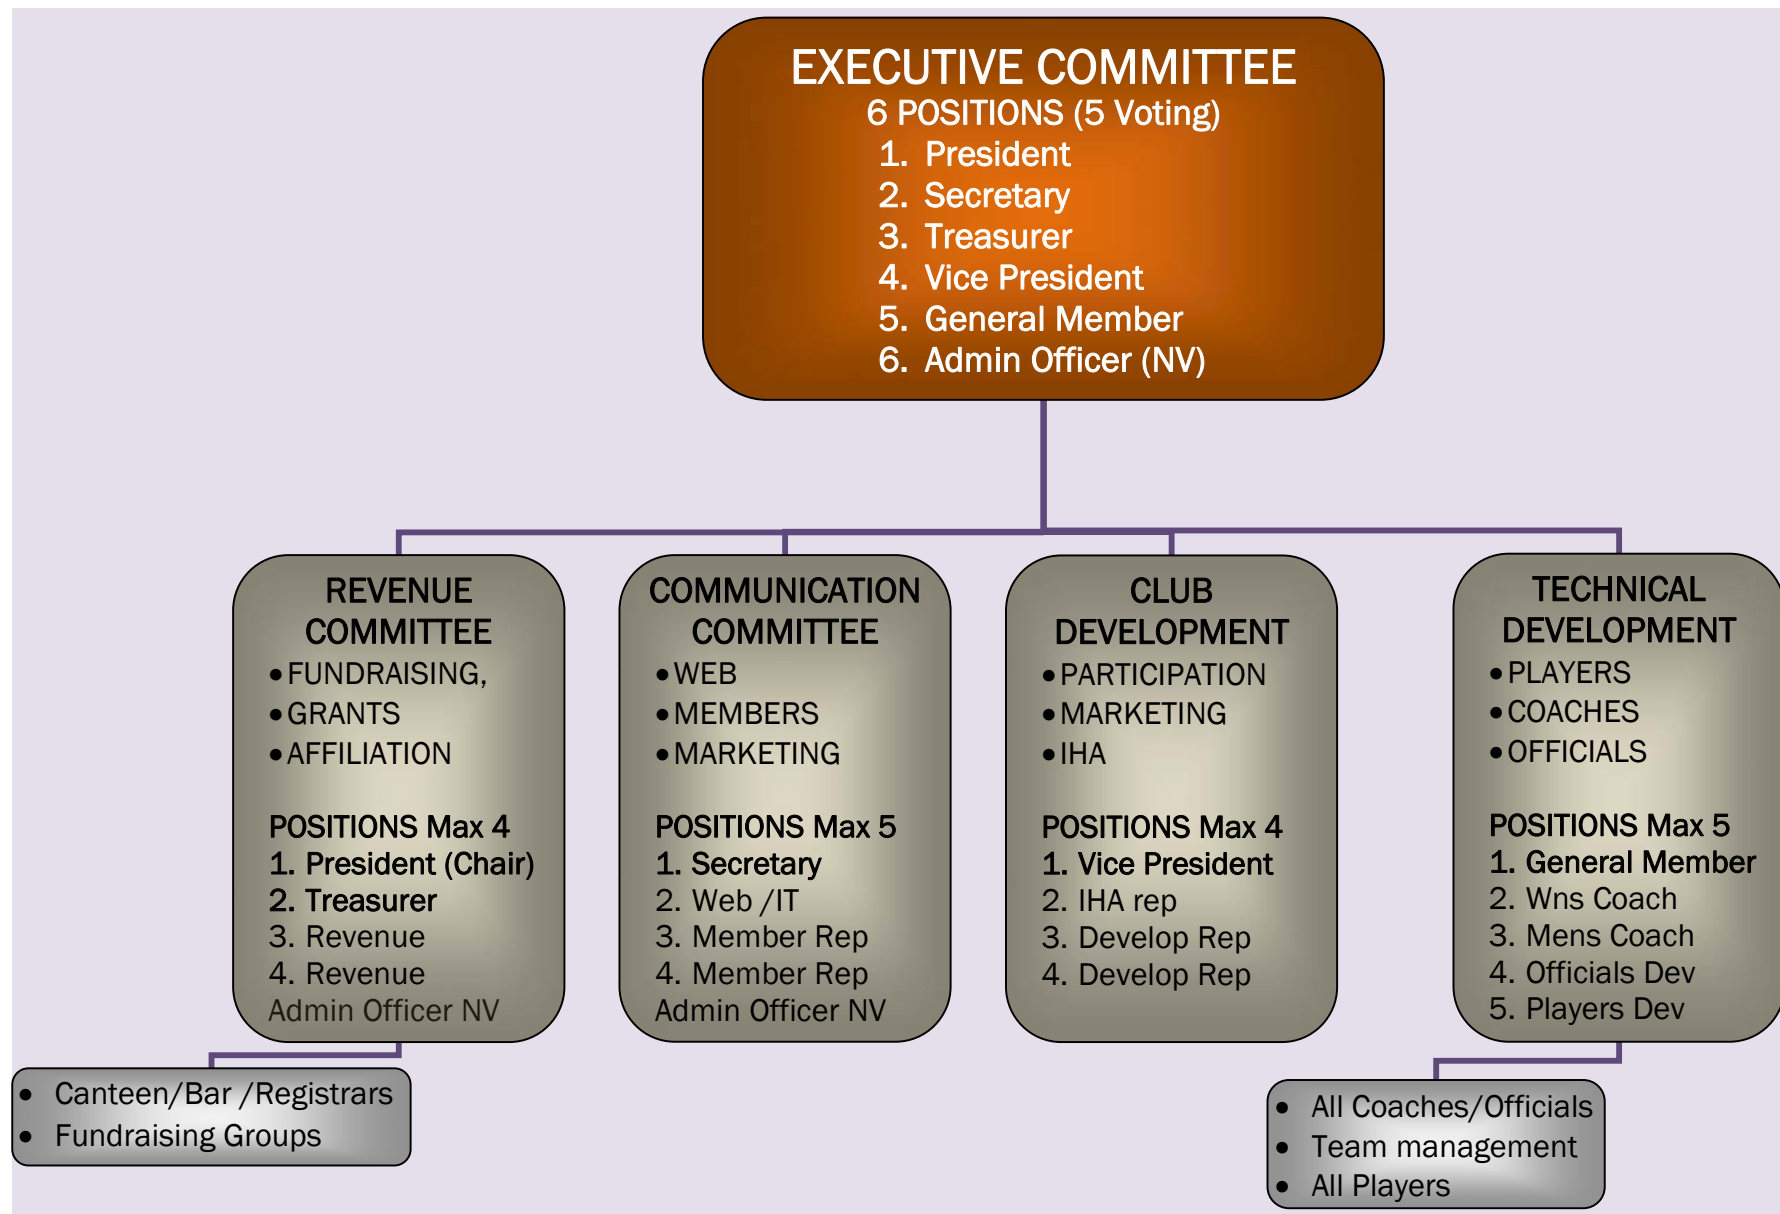 EXECUTIVE COMMITTEE
6 POSITIONS (5 Voting)
1. President
2. Secretary
3. Treasurer
4. Vice President
5. General Member
6. Admin Officer (NV)
REVENUE
COMMITTEE
• FUNDRAISING,
• GRANTS
• AFFILIATION
POSITIONS Max 4
1. President (Chair)
2. Treasurer
3. Revenue
4. Revenue
Admin Officer NV
COMMUNICATION
COMMITTEE
• WEB
• MEMBERS
• MARKETING
POSITIONS Max 5
1. Secretary
2. Web /IT
3. Member Rep
4. Member Rep
Admin Officer NV
CLUB
DEVELOPMENT
• PARTICIPATION
• MARKETING
• IHA
POSITIONS Max 4
1. Vice President
2. IHA rep
3. Develop Rep
4. Develop Rep
TECHNICAL
DEVELOPMENT
• PLAYERS
• COACHES
• OFFICIALS
POSITIONS Max 5
1. General Member
2. Wns Coach
3. Mens Coach
4. Officials Dev
5. Players Dev
• Canteen/Bar /Registrars
• Fundraising Groups
• All Coaches/Officials
• Team management
• All Players